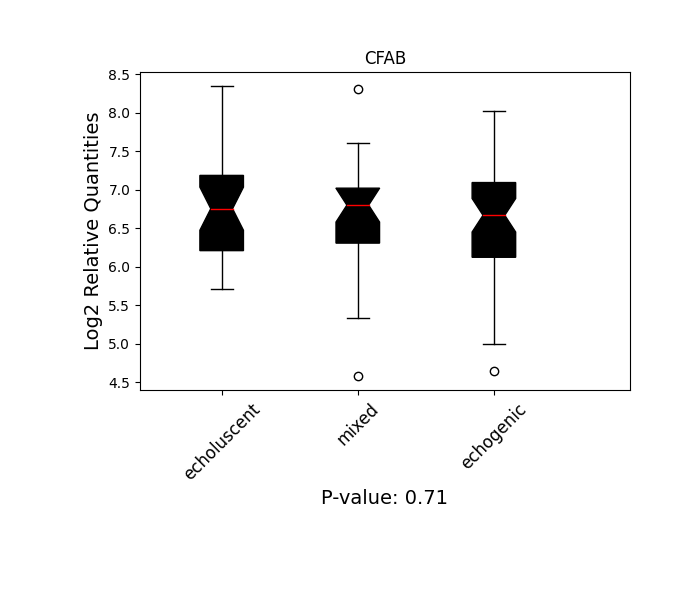 CFAB
Log2 Relative Quantities
8.5
8.0
7.5
7.0
6.5
6.0
5.5
5.0
4.5
echoluscent
mixed
echogenic
P-value: 0.71